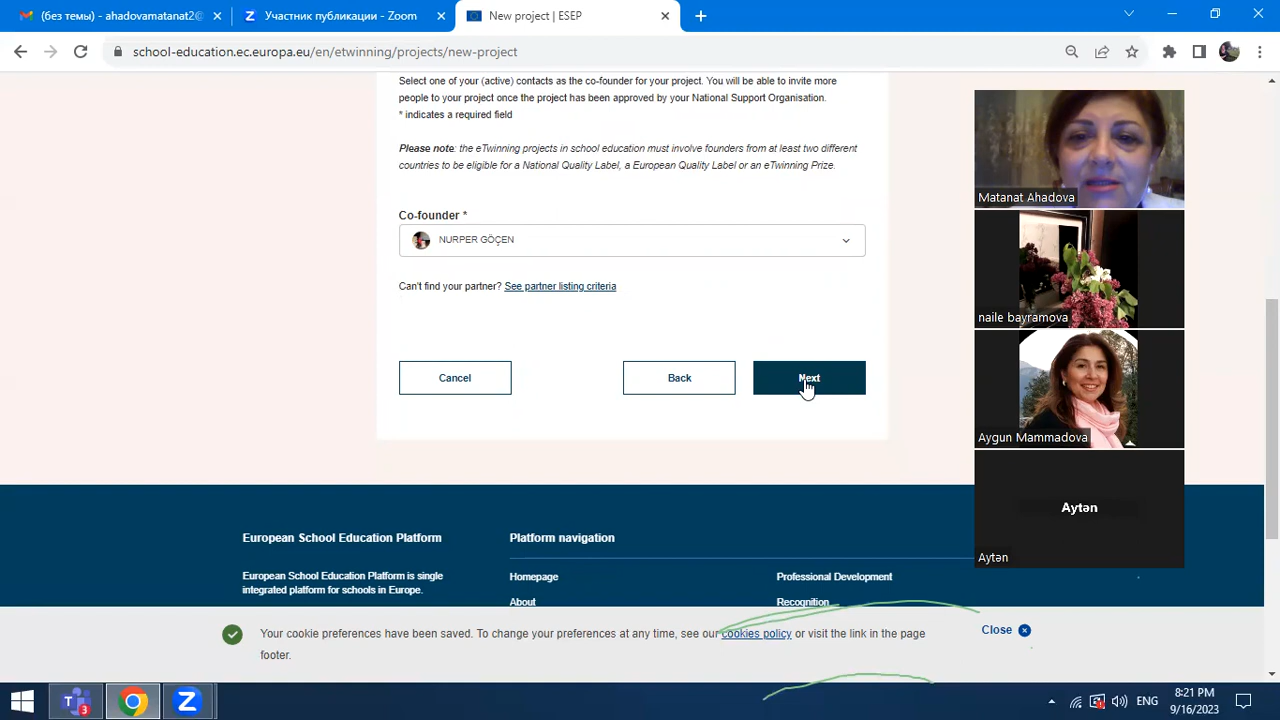 (без темы) - ahadovamatanat2@
Участник публикации - Zoom
New project | ESEP
school-education.ec.europa.eu/en/etwinning/projects/new-project
Select one of your (active) contacts as the co-founder for your project. You will be able to invite more
people to your project once the project has been approved by your National Support Organisation.
* indicates a required field
Please note: the eTwinning projects in school education must involve founders from at least two different
countries to be eligible for a National Quality Label, a European Quality Label or an eTwinning Prize.
Co-founder *
NURPER GÖÇEN
Can't find your partner? See partner listing criteria
Cancel
Back
Next
Matanat Ahadova
naile bayramova
Aygun Mammadova
Aytən
Aytən
European School Education Platform
Platform navigation
European School Education Platform is single
integrated platform for schools in Europe.
Homepage
Professional Development
About
Recognition
Your cookie preferences have been saved. To change your preferences at any time, see our cookies policy or visit the link in the page
footer.
Close
3
ENG
8:21 PM
9/16/2023